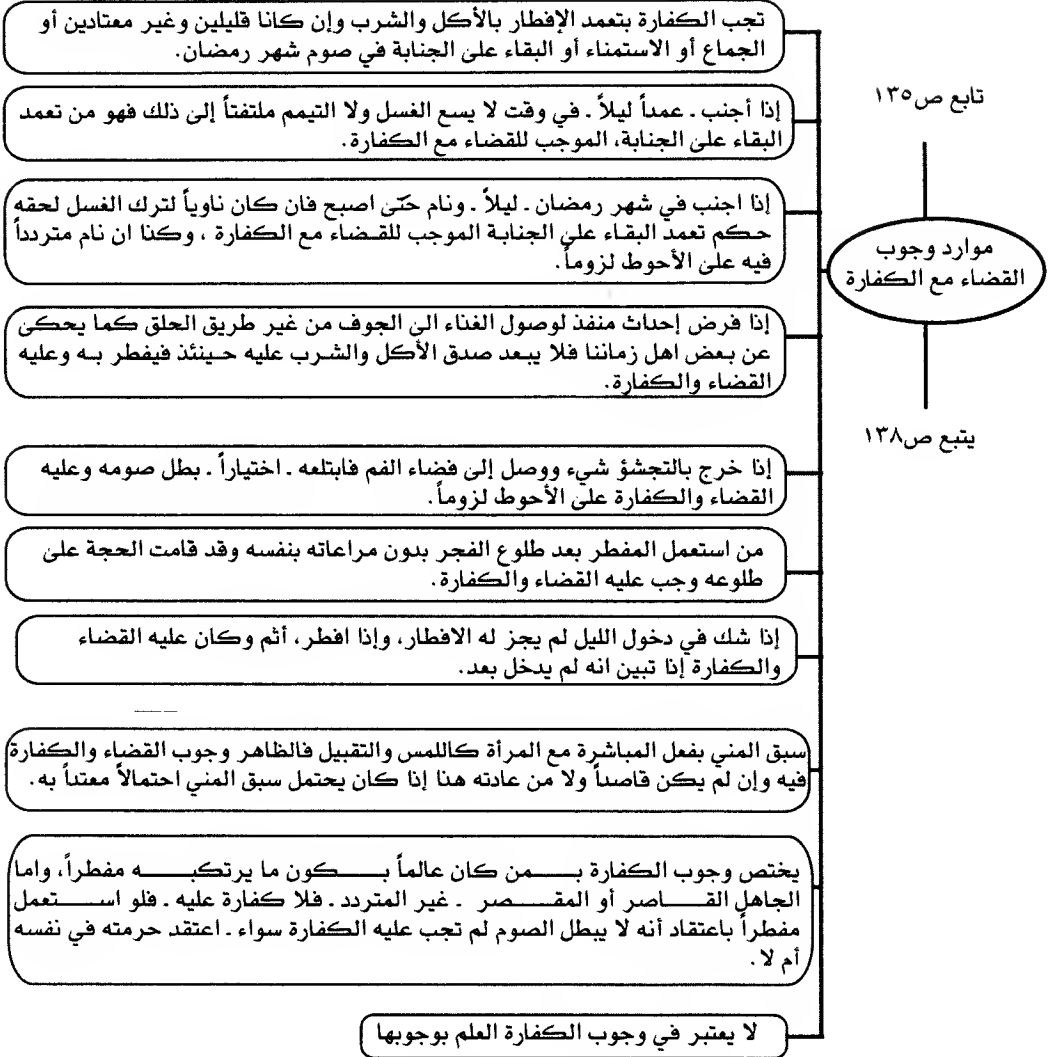 تجب الكفارة بتعمد الإفطار بالأكل والشرب وإن كانا قليلين وغير معتادين أو
الجماع أو الاستمناء أو البقاء على الجنابة في صوم شهر رمضان.
تابع ص١٣٥
إذا أجنب ـ عمداً ليلاً ـ في وقت لا يسع الغسل ولا التيمم ملتفتاً إلى ذلك فهو من تعمد
البقاء على الجنابة، الموجب للقضاء مع الكفارة.
إذا اجنب في شهر رمضان ـ ليلاً ـ ونام حتى اصبح فان كان ناوياً لترك الغسل لحقه
حكم تعمد البقاء على الجنابة الموجب للقضاء مع الكفارة ، وكذا ان نام متردداً
فيه على الأحوط لزوماً.
موارد وجوب
القضاء مع الكفارة
إذا فرض إحداث منفذ لوصول الغذاء الى الجوف من غير طريق الحلق كما يحكى
عن بعض اهل زماننا فلا يبعد صدق الأكل والشرب عليه حينئذ فيفطر به وعليه
القضاء والكفارة.
يتبع ص١٣٨
إذا خرج بالتجشؤ شيء ووصل إلى فضاء الفم فابتلعه ـ اختياراً ـ بطل صومه وعليه
القضاء والكفارة على الأحوط لزوماً.
من استعمل المفطر بعد طلوع الفجر بدون مراعاته بنفسه وقد قامت الحجة على
طلوعه وجب عليه القضاء والكفارة.
إذا شك في دخول الليل لم يجز له الافطار، وإذا افطر، أثم وكان عليه القضاء
والكفارة إذا تبين انه لم يدخل بعد.
سبق المني بفعل المباشرة مع المرأة كاللمس والتقبيل فالظاهر وجوب القضاء والكفارة
فيه وإن لم يكن قاصداً ولا من عادته هذا إذا كان يحتمل سبق المني احتمالاً معتداً به.
يختص وجوب الكفارة بـمن كان عالماً بـكون ما يرتكبـه مفطراً، واما
الجاهل القـاصر أو المقـصر ـ غير المتردد ـ فلا كفارة عليه ـ فلو استـعمل
مفطراً باعتقاد أنه لا يبطل الصوم لم تجب عليه الكفارة سواء ـ اعتقد حرمته في نفسه
أم لا.
لا يعتبر في وجوب الكفارة العلم بوجوبها